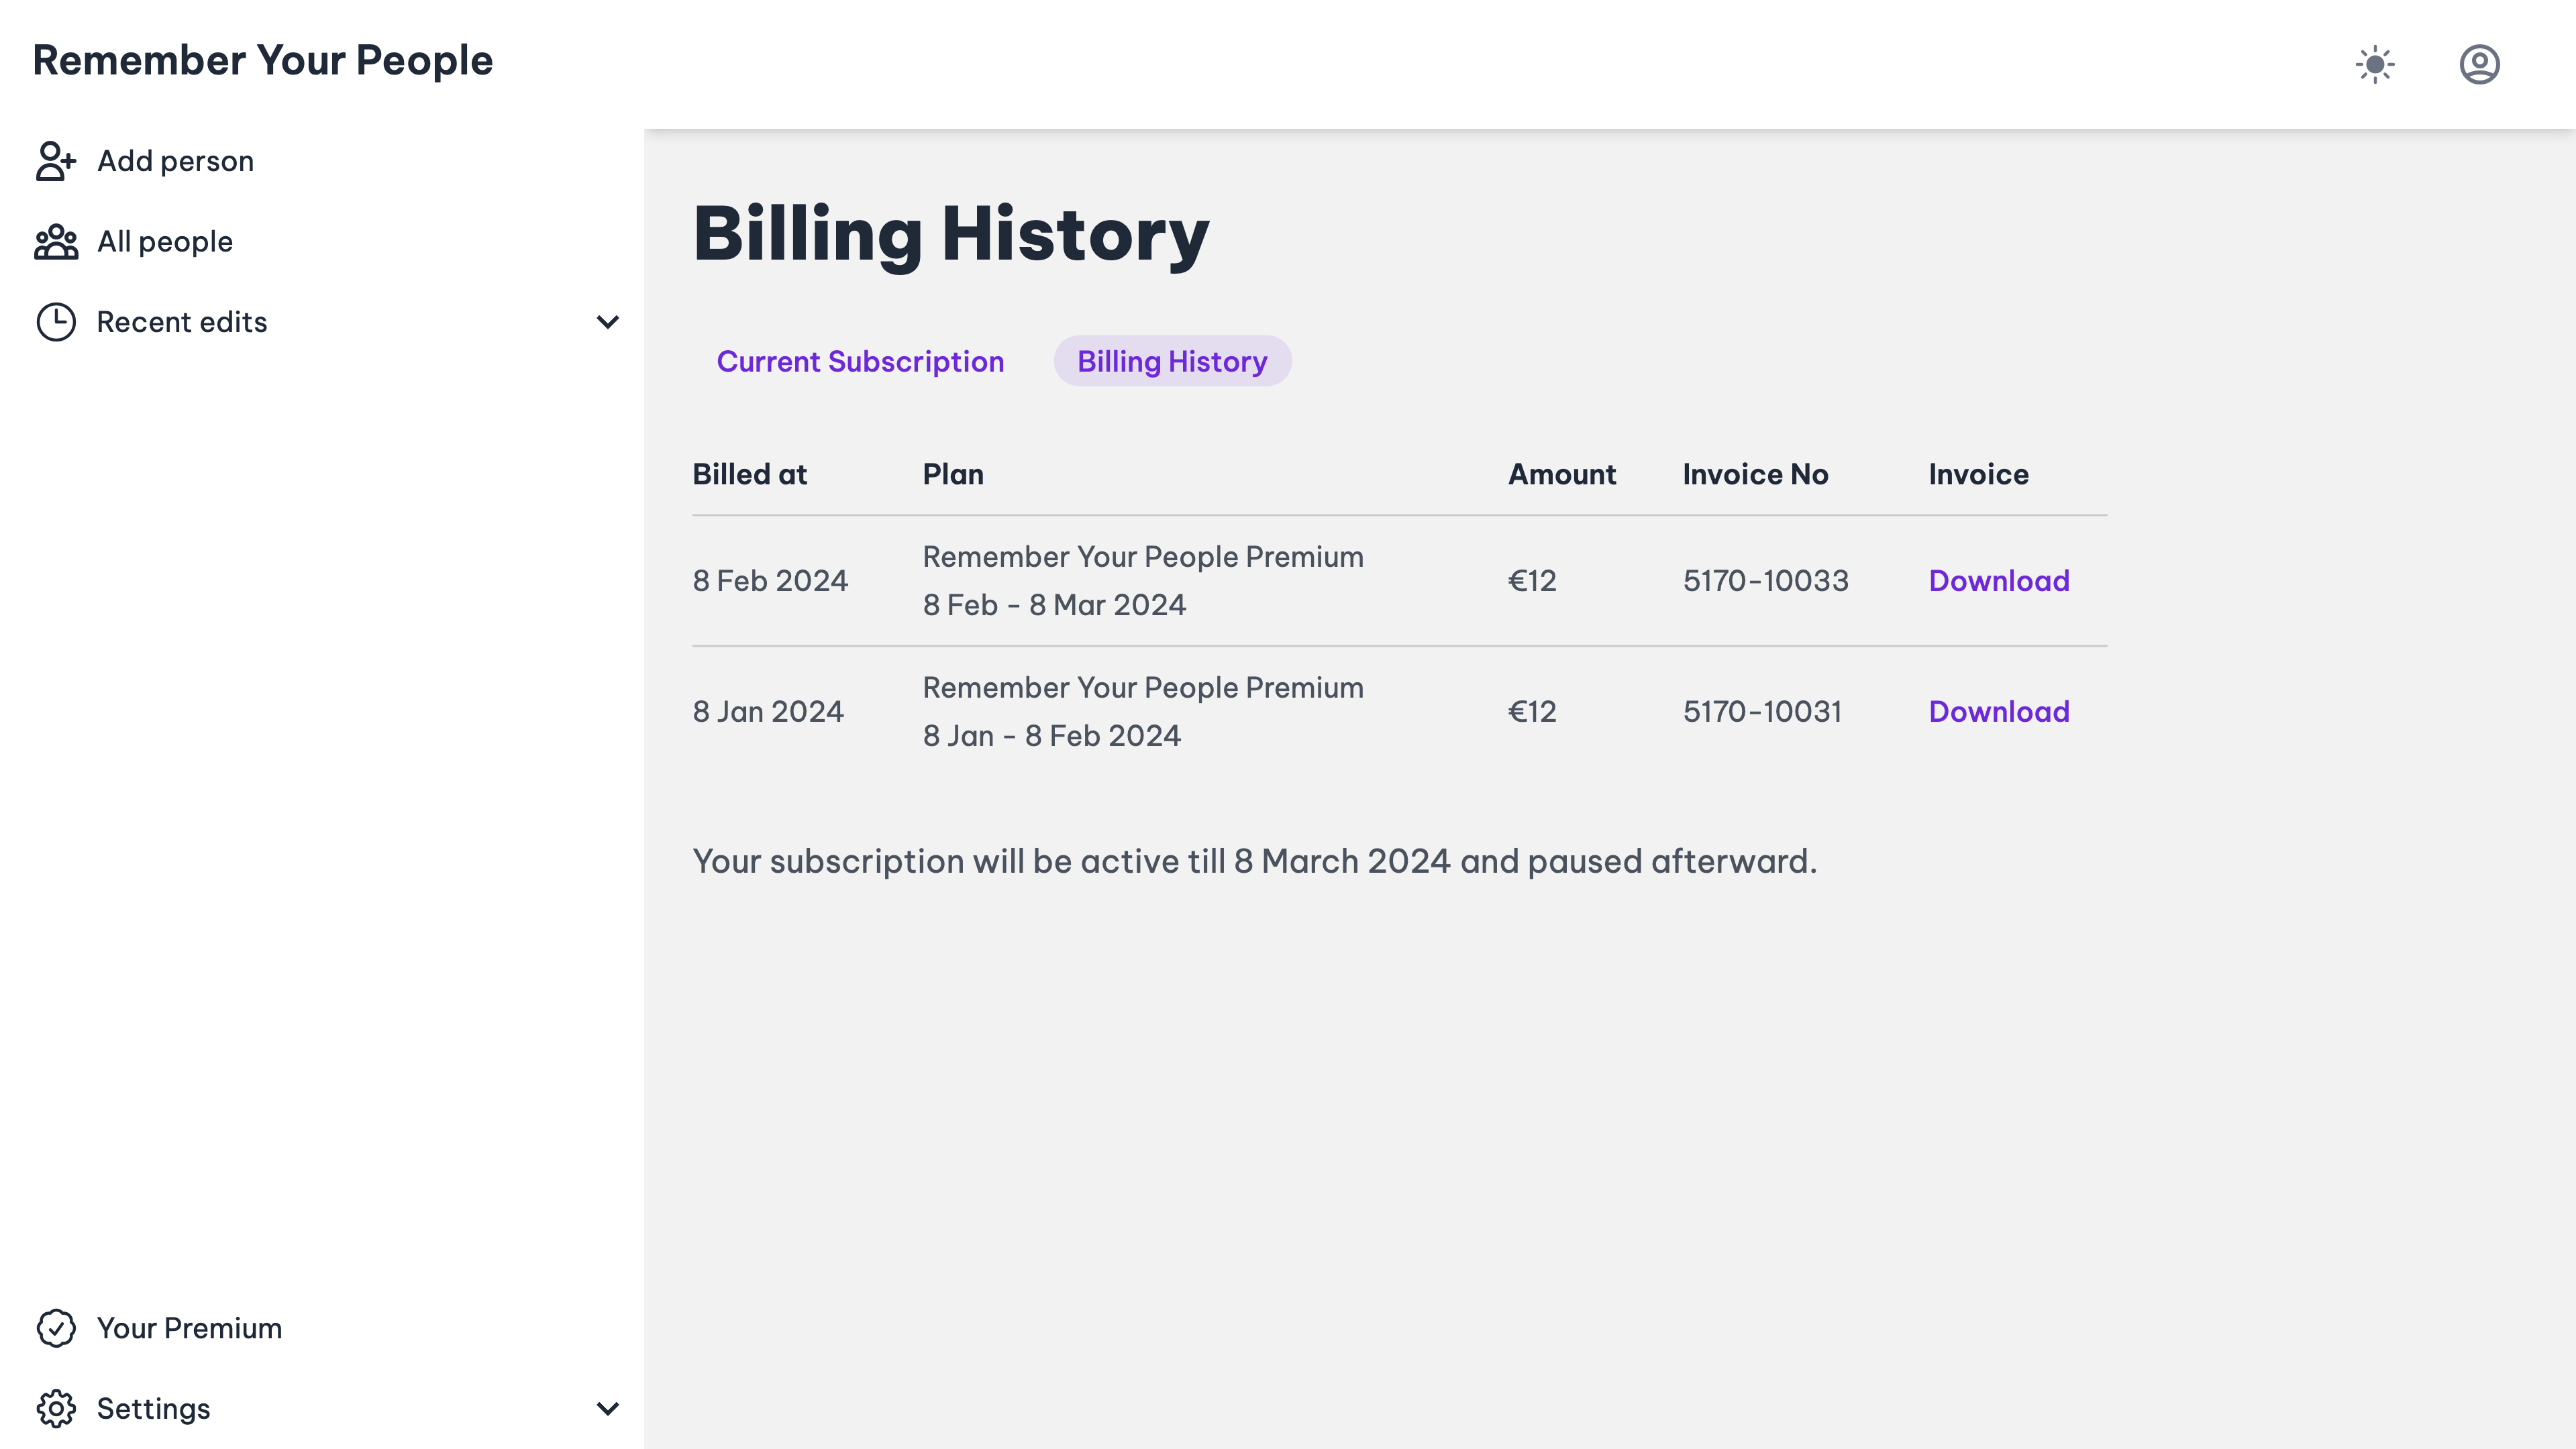 Remember Your People
Add person
All people
Recent edits
Your Premium
Settings
Billing History
Current Subscription Billing History
Billed at Plan Amount Invoice No Invoice
8 Feb 2024 Remember Your People Premium €12 5170-10033 Download
8 Feb - 8 Mar 2024
8 Jan 2024 Remember Your People Premium €12 5170-10031 Download
8 Jan - 8 Feb 2024
Your subscription will be active till 8 March 2024 and paused afterward.